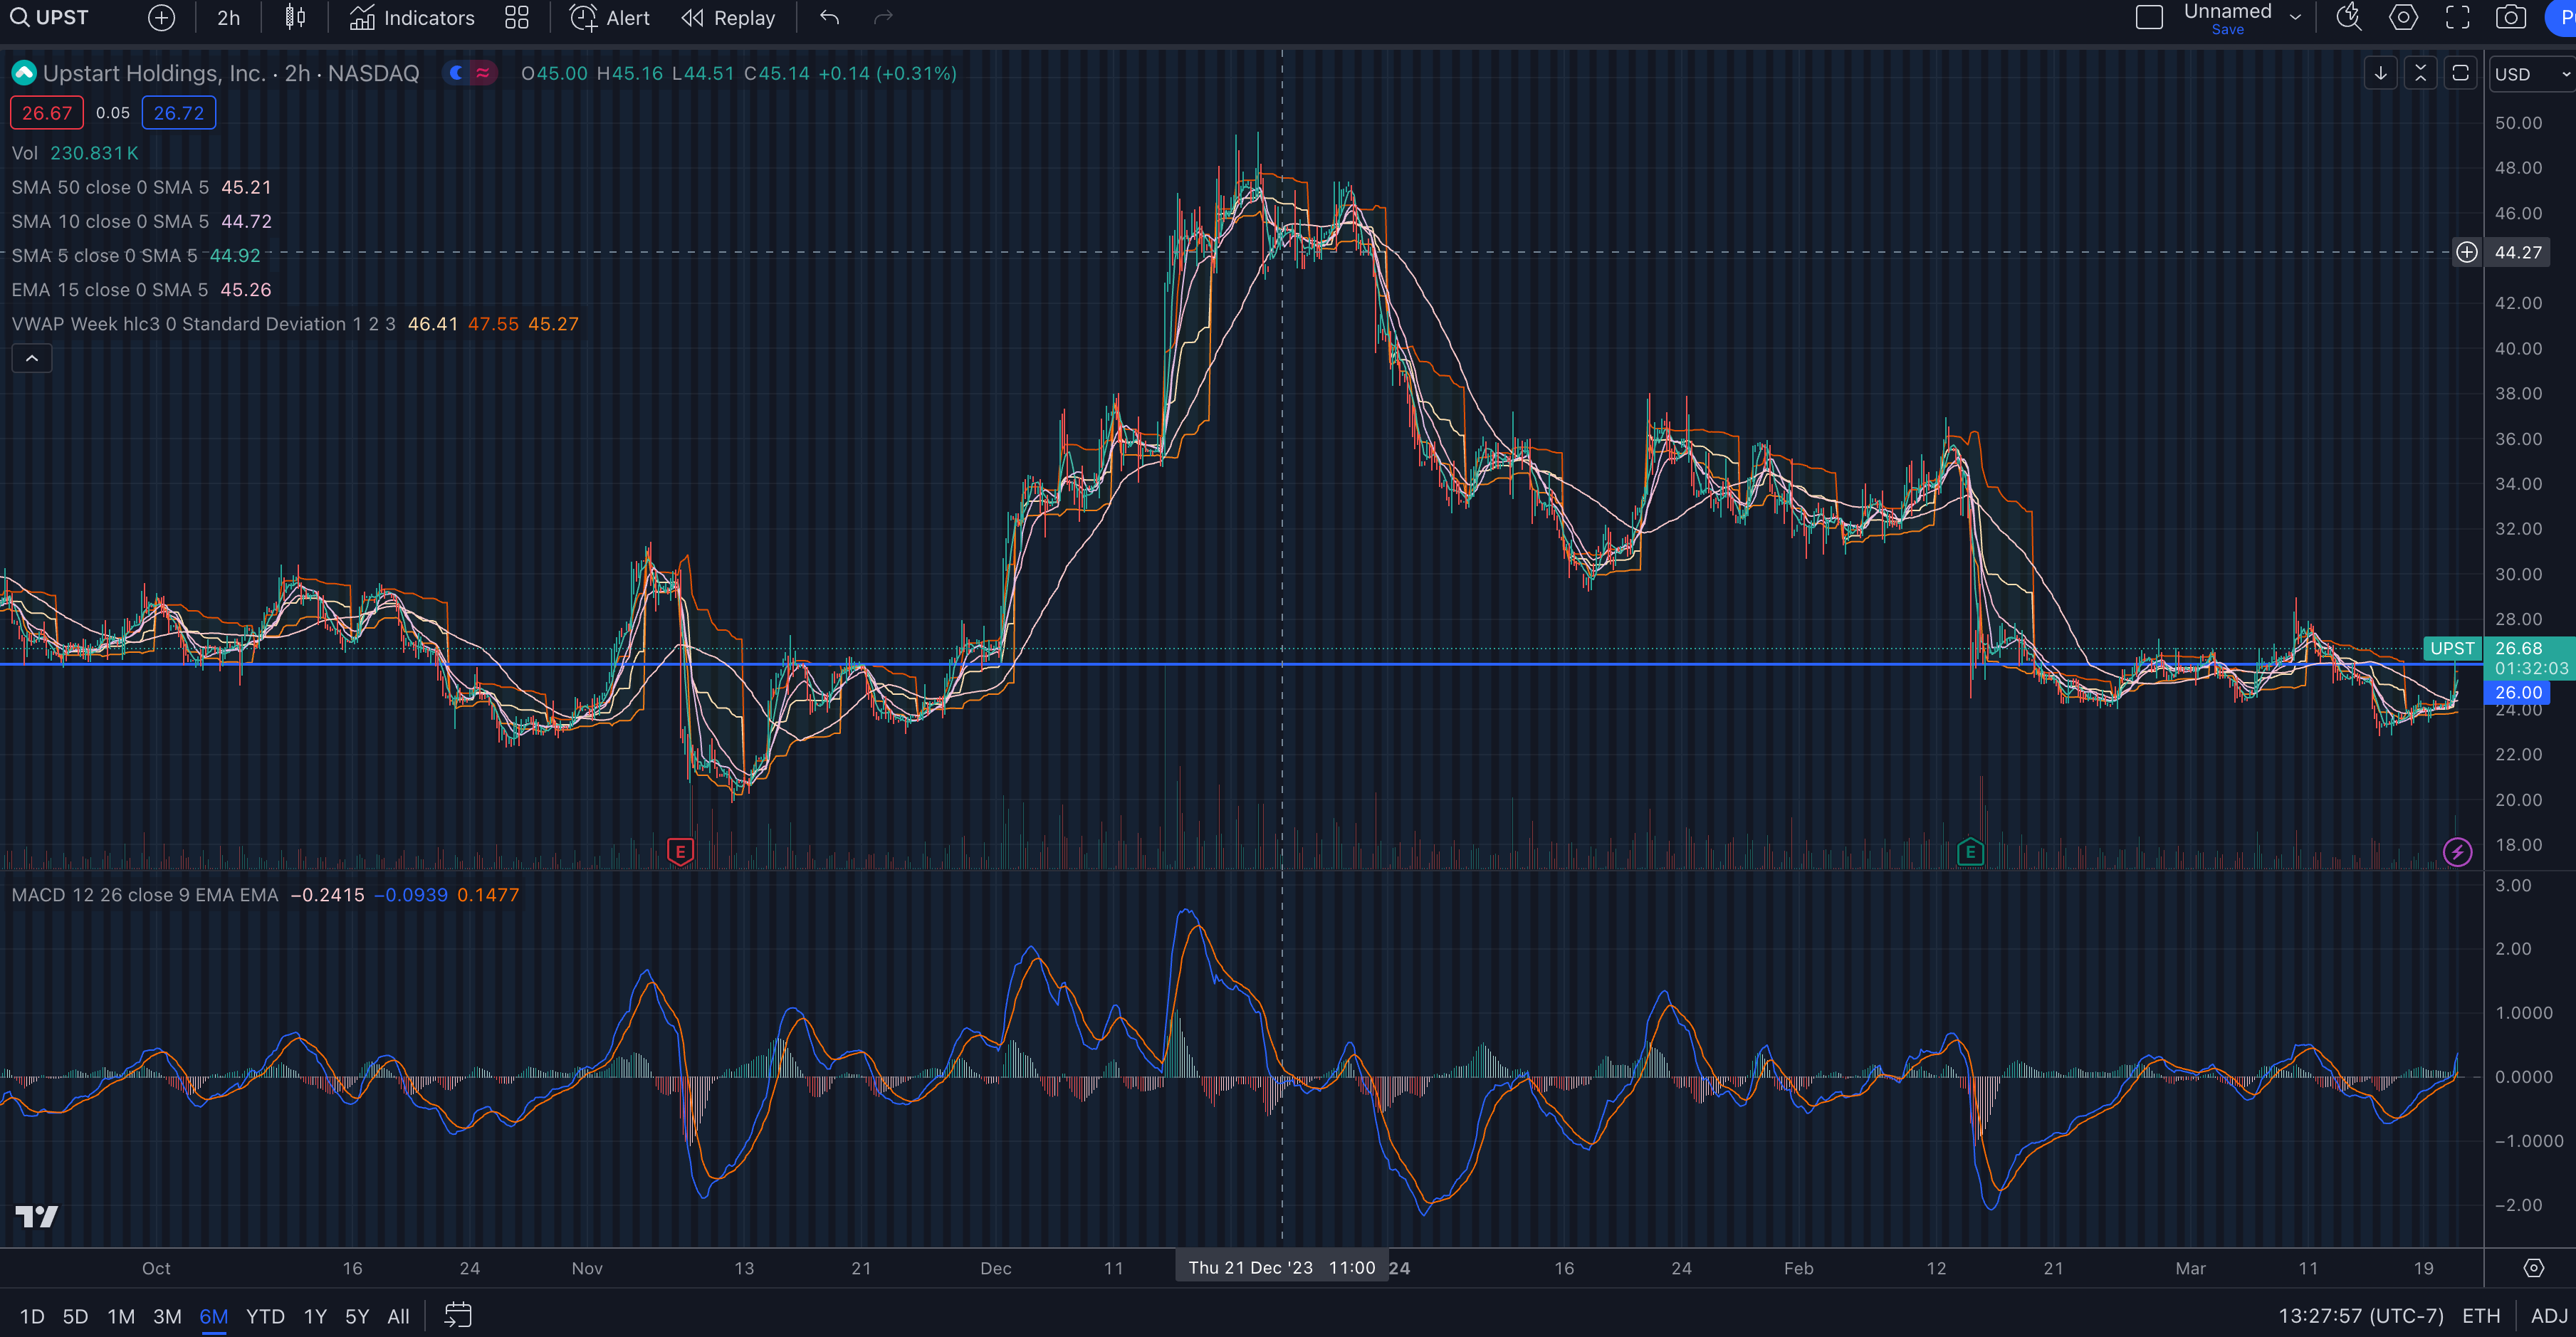 UPST 2h Indicators Alert Replay Unnamed
Save
Upstart Holdings, Inc. · 2h · NASDAQ O45.00 H45.16 L44.51 C45.14 +0.14 (+0.31%) USD
26.67 0.05 26.72
50.00
Vol 230.831K
48.00
SMA 50 close 0 SMA 5 45.21
46.00
SMA 10 close 0 SMA 5 44.72
SMA 5 close 0 SMA 5 44.92
44.27
EMA 15 close 0 SMA 5 45.26
42.00
VWAP Week hlc3 0 Standard Deviation 1 2 3 46.41 47.55 45.27
40.00
38.00
36.00
34.00
32.00
30.00
28.00
UPST 26.68
01:32:03
26.00
24.00
22.00
20.00
18.00
E E
MACD 12 26 close 9 EMA EMA −0.2415 −0.0939 0.1477
3.00
2.00
1.0000
0.0000
−1.0000
−2.00
Oct 16 24 Nov 13 21 Dec 11 Thu 21 Dec '23 11:00 24 16 24 Feb 12 21 Mar 11 19
1D 5D 1M 3M 6M YTD 1Y 5Y All 13:27:57 (UTC-7) ETH ADJ